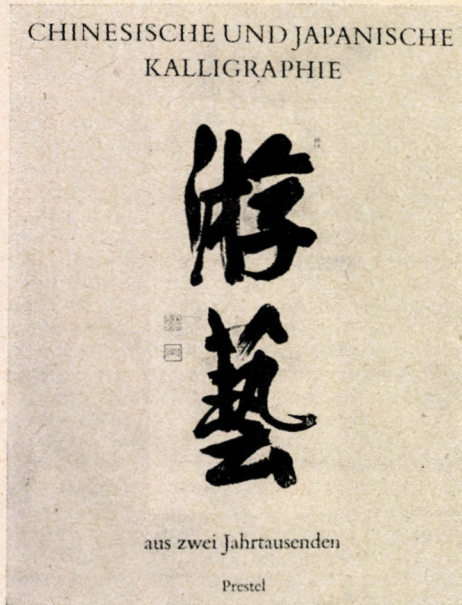 CHINESISCHE UND JAPANISCHE
KALLIGRAPHIE
游
藝
aus zwei Jahrtausenden
Prestel